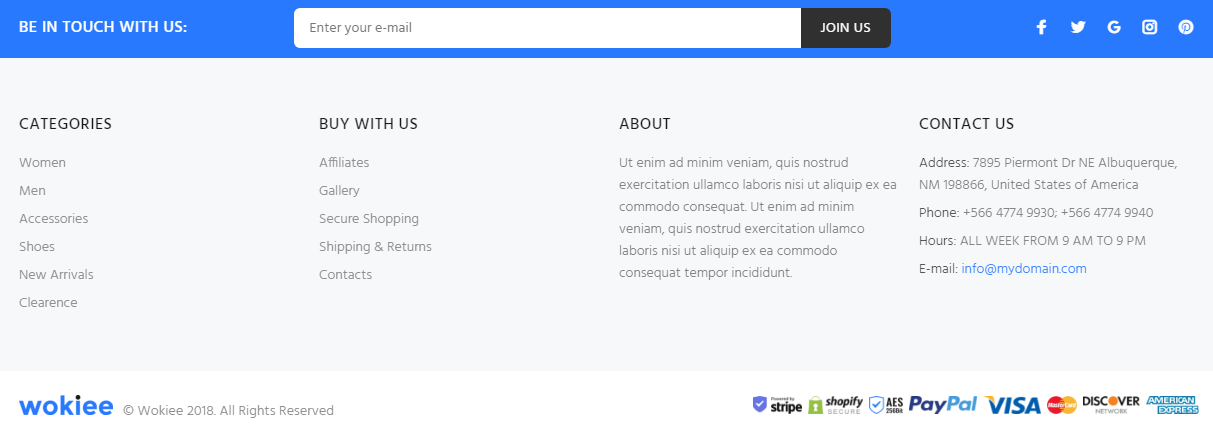 BE IN TOUCH WITH US:
Enter your e-mail
JOIN US
CATEGORIES
Women
Men
Accessories
Shoes
New Arrivals
Clearence
BUY WITH US
Affiliates
Gallery
Secure Shopping
Shipping & Returns
Contacts
ABOUT
Ut enim ad minim veniam, quis nostrud
exercitation ullamco laboris nisi ut aliquip ex ea
commodo consequat. Ut enim ad minim
veniam, quis nostrud exercitation ullamco
laboris nisi ut aliquip ex ea commodo
consequat tempor incididunt.
CONTACT US
Address: 7895 Piermont Dr NE Albuquerque,
NM 198866, United States of America
Phone: +566 4774 9930; +566 4774 9940
Hours: ALL WEEK FROM 9 AM TO 9 PM
E-mail: info@mydomain.com
wokiee © Wokiee 2018. All Rights Reserved
Powered by
stripe
shopify
SECURE
AES
256Bit
PayPal
VISA
MasterCard
DISCOVER
NETWORK
AMERICAN
EXPRESS